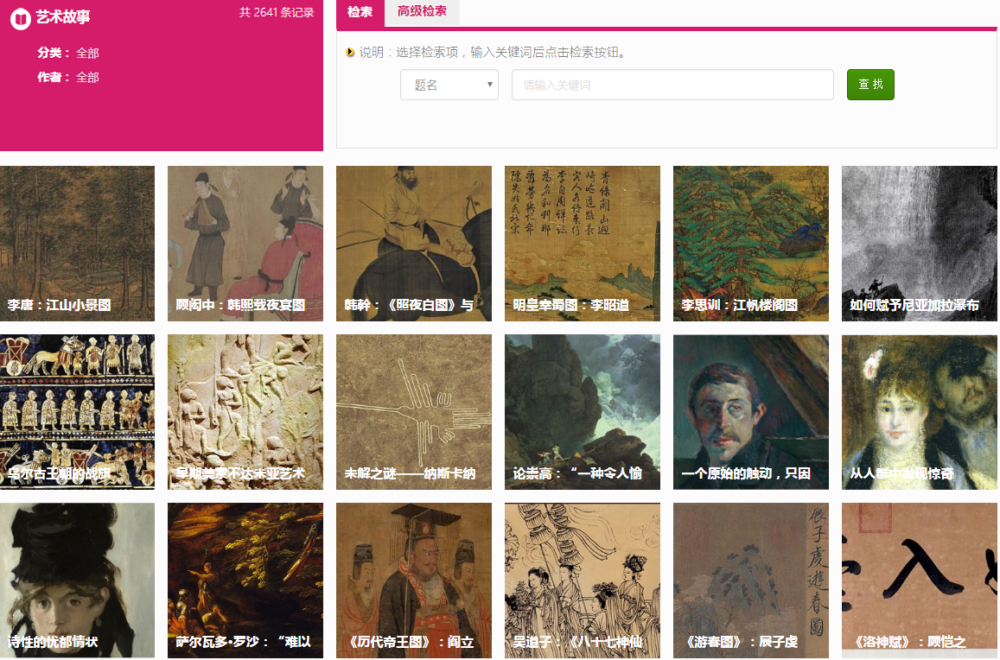 艺术故事
共 2641 条记录
分类： 全部
作者： 全部
检索
高级检索
说明：选择检索项，输入关键词后点击检索按钮。
题名
请输入关键词
查 找
李唐：江山小景图
顾闳中：韩熙载夜宴图
韩幹：《照夜白图》与
明皇幸蜀图：李昭道
李思训：江帆楼阁图
如何赋予尼亚加拉瀑布
乌尔古王朝的战旗
早期美索不达米亚艺术
未解之谜——纳斯卡纳
论崇高：“一种令人愉
一个原始的触动，只因
从人群中发现惊奇
诗性的忧郁情状
萨尔瓦多·罗沙：“难以
《历代帝王图》：阎立
吴道子：《八十七神仙
展子虔遊春圖
《游春图》：展子虔
入
《洛神赋》：顾恺之